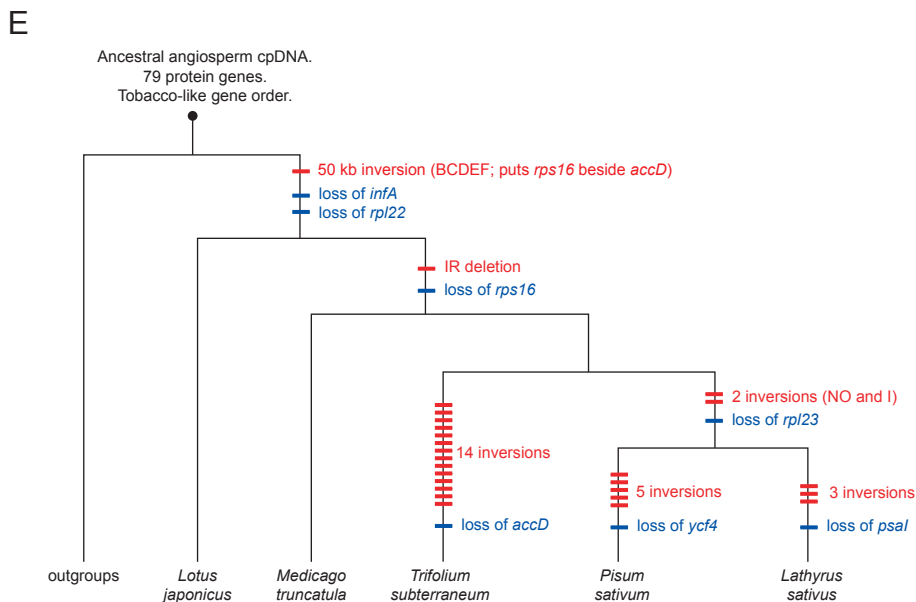 E
Ancestral angiosperm cpDNA.
79 protein genes.
Tobacco-like gene order.
50 kb inversion (BCDEF; puts rps16 beside accD)
loss of infA
loss of rpl22
IR deletion
loss of rps16
2 inversions (NO and I)
loss of rpl23
14 inversions
5 inversions
3 inversions
loss of accD
loss of ycf4
loss of psaI
outgroups
Lotus
japonicus
Medicago
truncatula
Trifolium
subterraneum
Pisum
sativum
Lathyrus
sativus